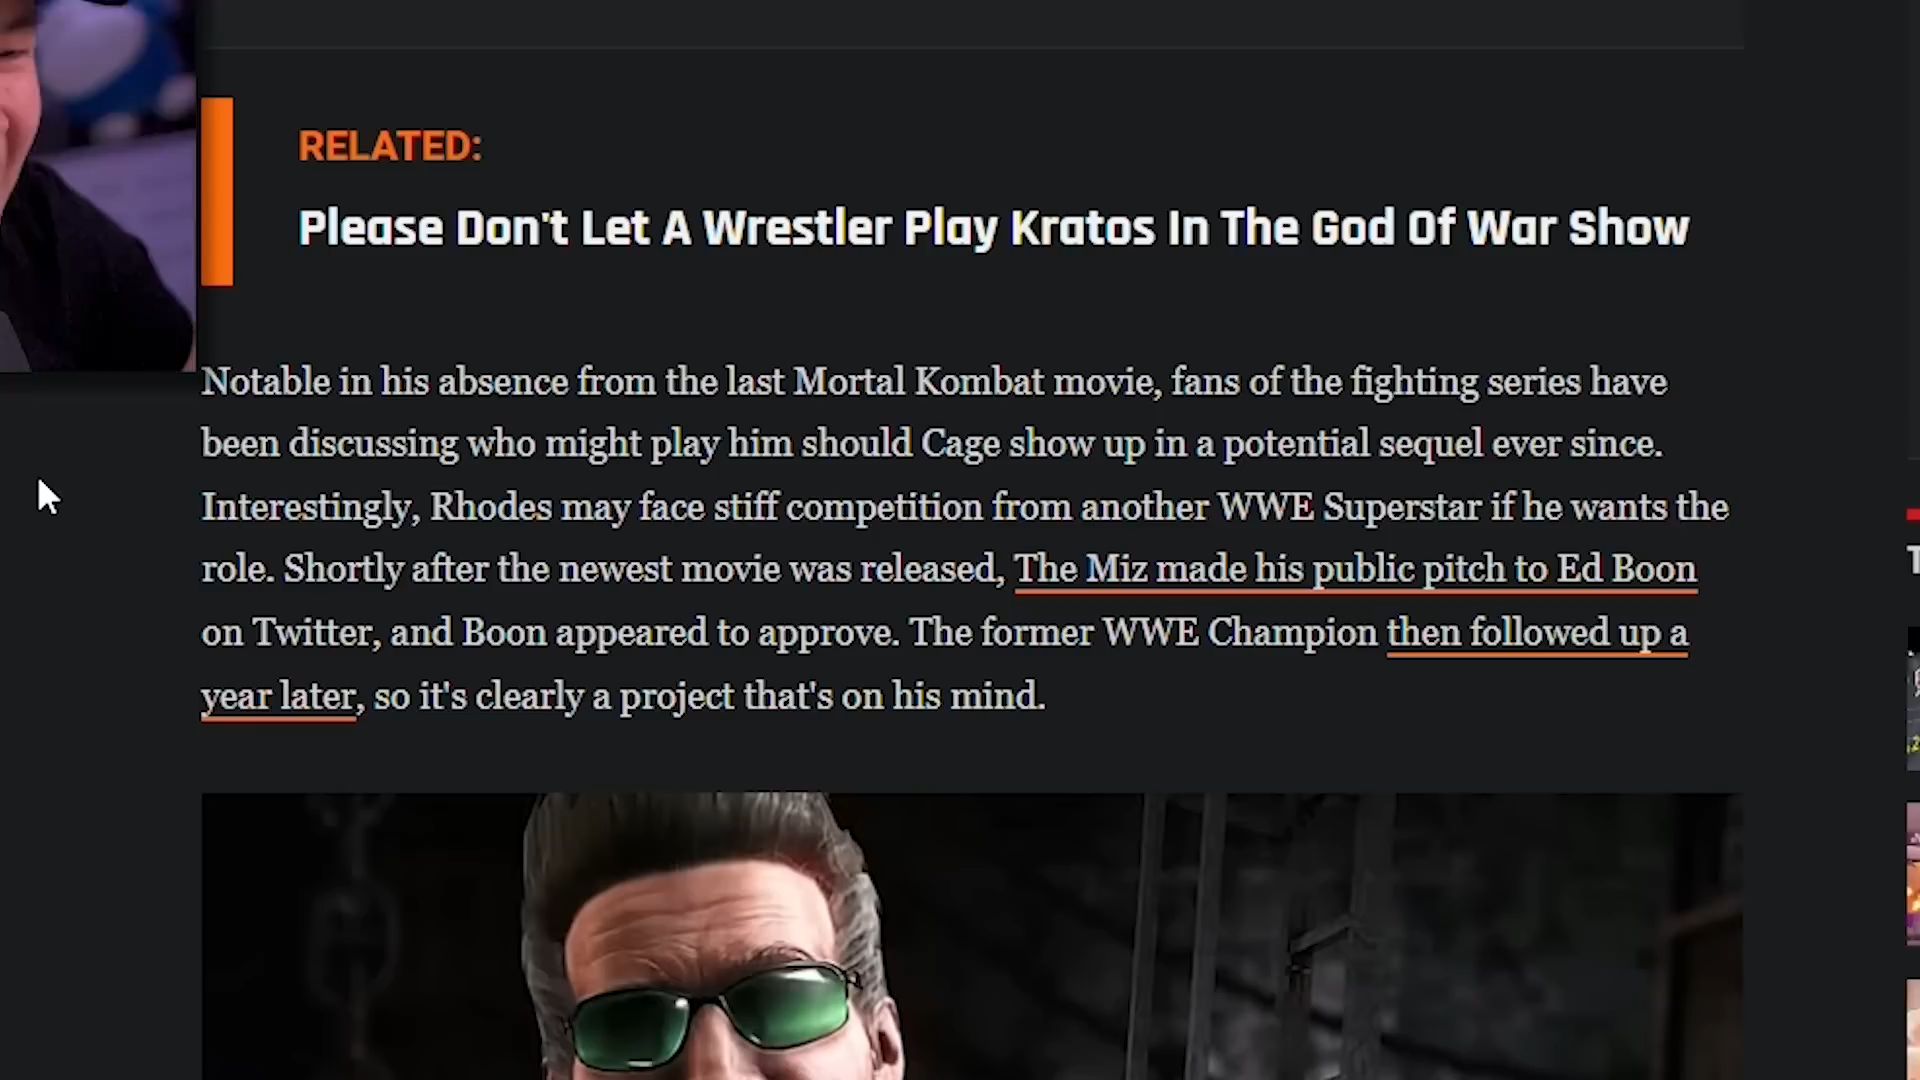 RELATED:
Please Don't Let A Wrestler Play Kratos In The God Of War Show
Notable in his absence from the last Mortal Kombat movie, fans of the fighting series have
been discussing who might play him should Cage show up in a potential sequel ever since.
Interestingly, Rhodes may face stiff competition from another WWE Superstar if he wants the
role. Shortly after the newest movie was released, The Miz made his public pitch to Ed Boon
on Twitter, and Boon appeared to approve. The former WWE Champion then followed up a
year later, so it's clearly a project that's on his mind.